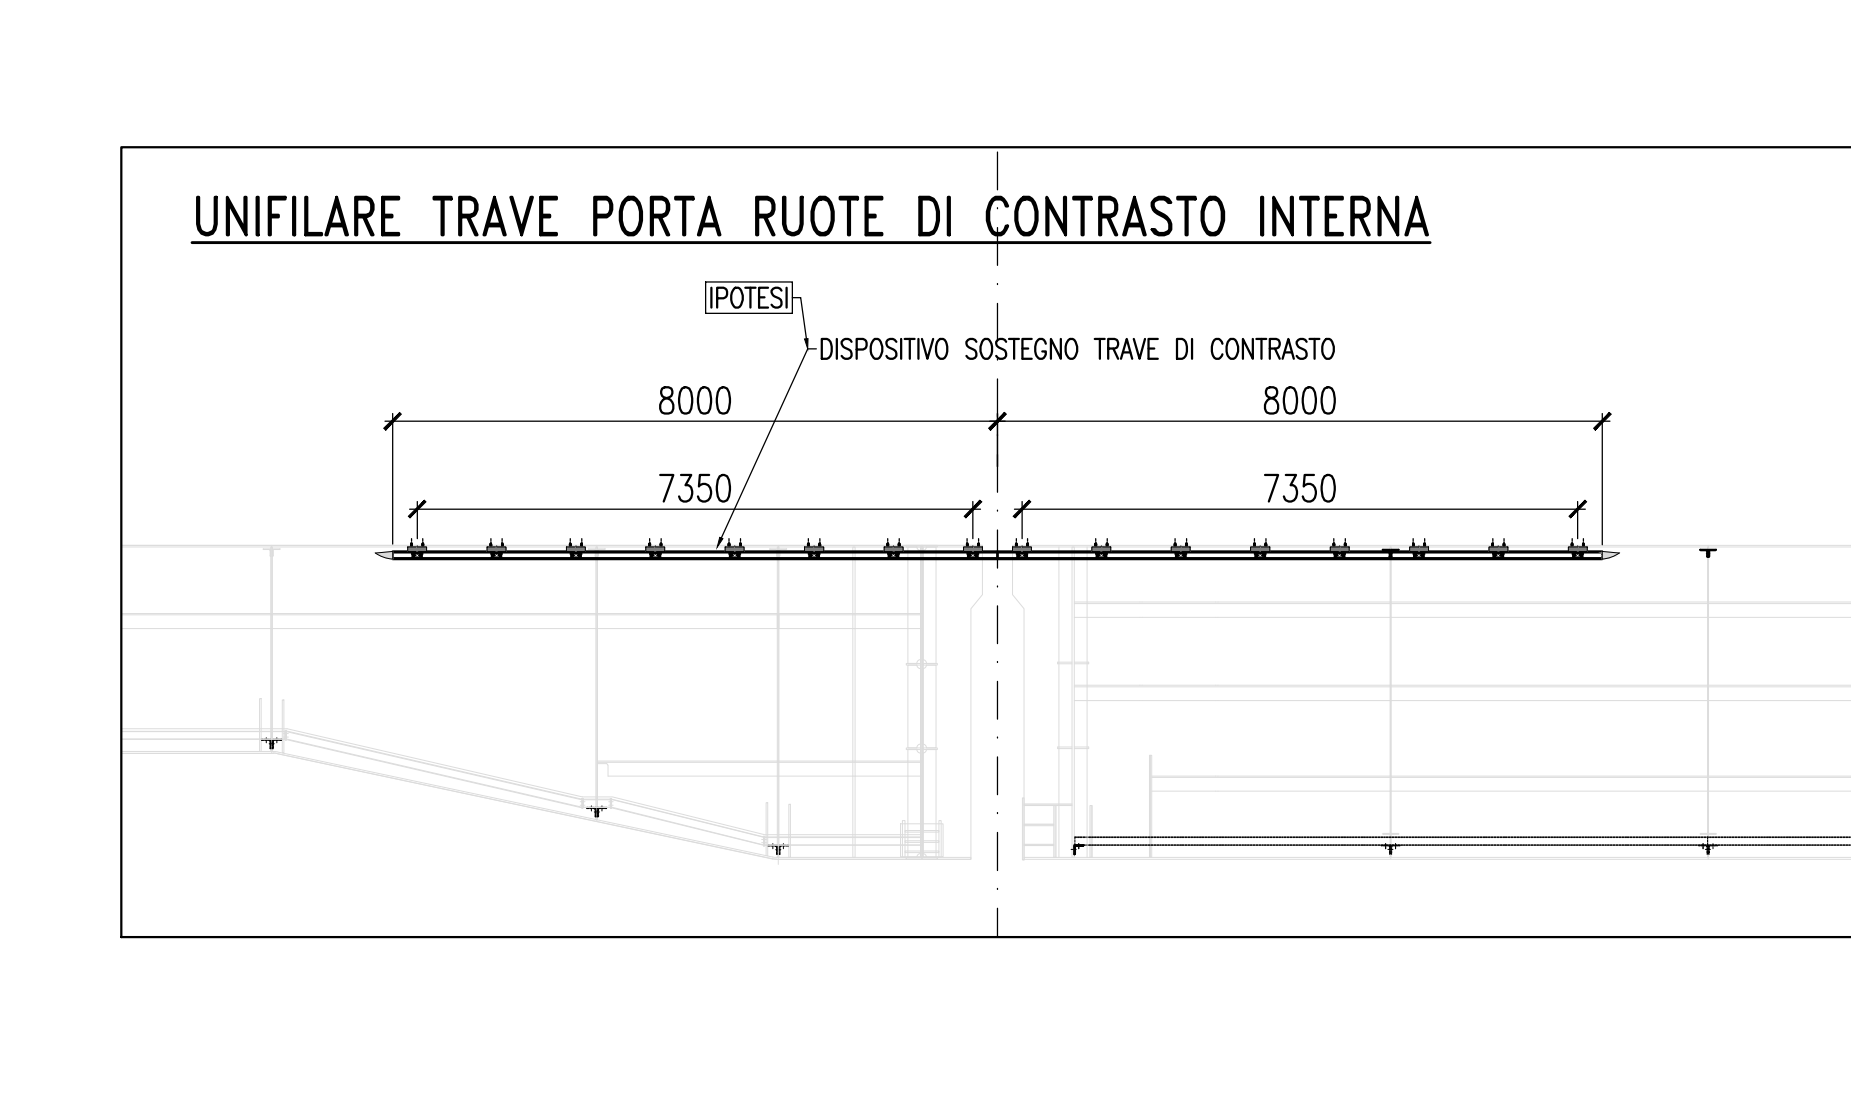 UNIFILARE TRAVE PORTA RUOTE DI CONTRASTO INTERNA
IPOTESI
DISPOSITIVO SOSTEGNO TRAVE DI CONTRASTO
8000 8000
7350 7350